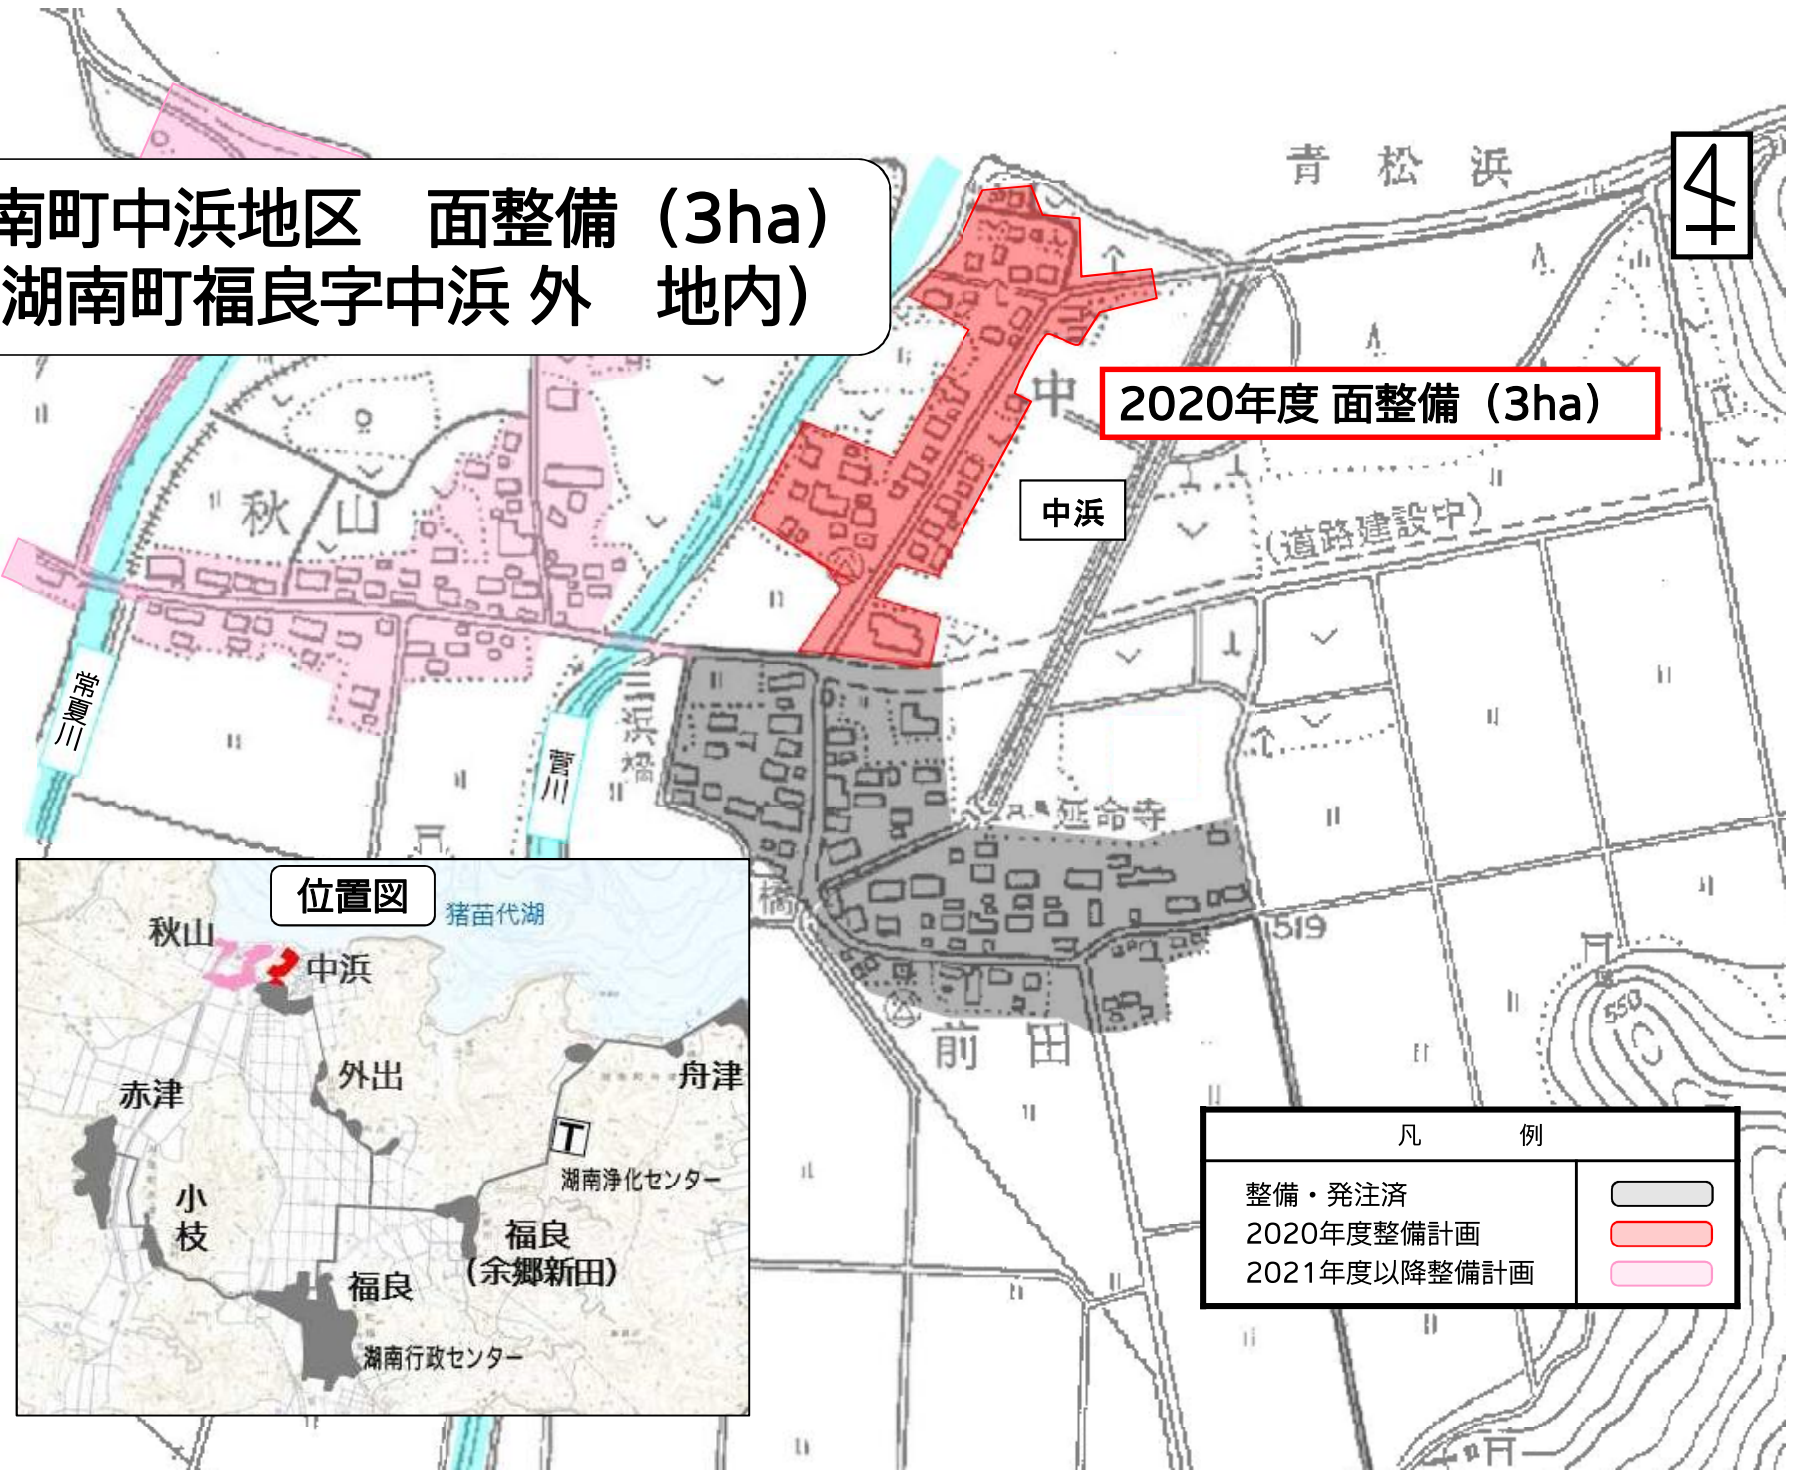 南町中浜地区　面整備（3ha）
湖南町福良字中浜 外　地内）
青松浜
2020年度 面整備（3ha）
中
中浜
秋山
（道路建設中）
常夏川
菅川
延命寺
橋
519
前田
550
位置図
猪苗代湖
秋山
中浜
外出
舟津
赤津
T
湖南浄化センター
小枝
福良
（余郷新田）
福良
湖南行政センター
凡　例
整備・発注済
2020年度整備計画
2021年度以降整備計画